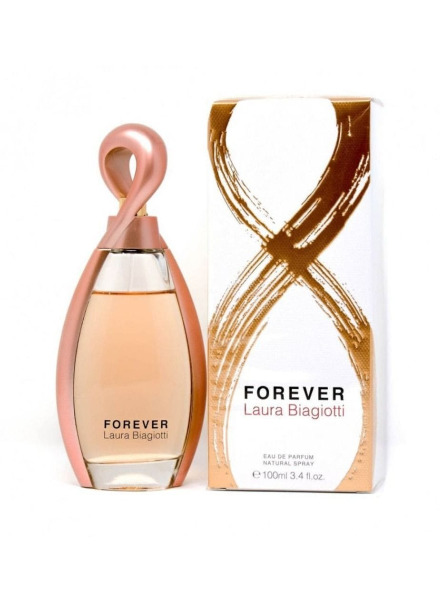 FOREVER
Laura Biagiotti
FOREVER
Laura Biagiotti
EAU DE PARFUM
NATURAL SPRAY
℮100ml 3.4 fl.oz.